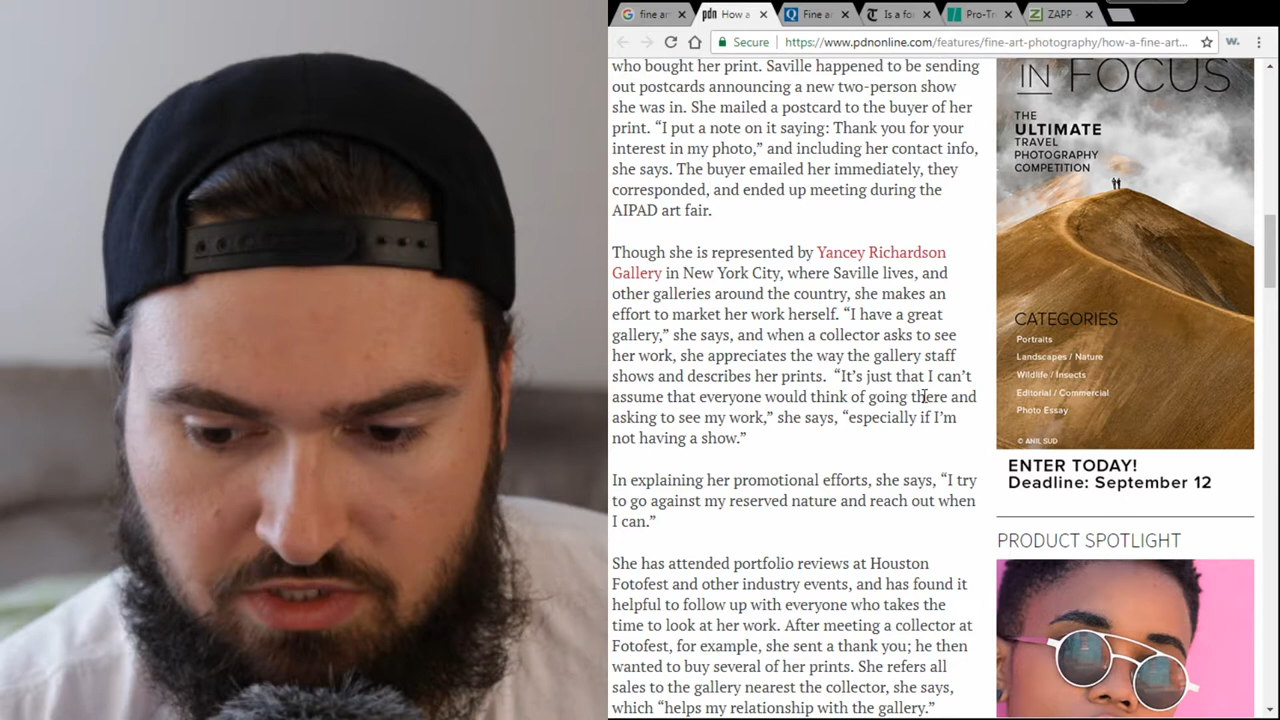 fine ar
pdn How a
Fine a
Is a fo
Pro-Tr
ZAPP
Secure https://www.pdnonline.com/features/fine-art-photography/how-a-fine-art...
who bought her print. Saville happened to be sending
out postcards announcing a new two-person show
she was in. She mailed a postcard to the buyer of her
print. “I put a note on it saying: Thank you for your
interest in my photo,” and including her contact info,
she says. The buyer emailed her immediately, they
corresponded, and ended up meeting during the
AIPAD art fair.
Though she is represented by Yancey Richardson
Gallery in New York City, where Saville lives, and
other galleries around the country, she makes an
effort to market her work herself. “I have a great
gallery,” she says, and when a collector asks to see
her work, she appreciates the way the gallery staff
shows and describes her prints. “It’s just that I can’t
assume that everyone would think of going there and
asking to see my work,” she says, “especially if I’m
not having a show.”
In explaining her promotional efforts, she says, “I try
to go against my reserved nature and reach out when
I can.”
She has attended portfolio reviews at Houston
Fotofest and other industry events, and has found it
helpful to follow up with everyone who takes the
time to look at her work. After meeting a collector at
Fotofest, for example, she sent a thank you; he then
wanted to buy several of her prints. She refers all
sales to the gallery nearest the collector, she says,
which “helps my relationship with the gallery.”
IN FOCUS
THE
ULTIMATE
TRAVEL
PHOTOGRAPHY
COMPETITION
CATEGORIES
Portraits
Landscapes / Nature
Wildlife / Insects
Editorial / Commercial
Photo Essay
© ANIL SUD
ENTER TODAY!
Deadline: September 12
PRODUCT SPOTLIGHT